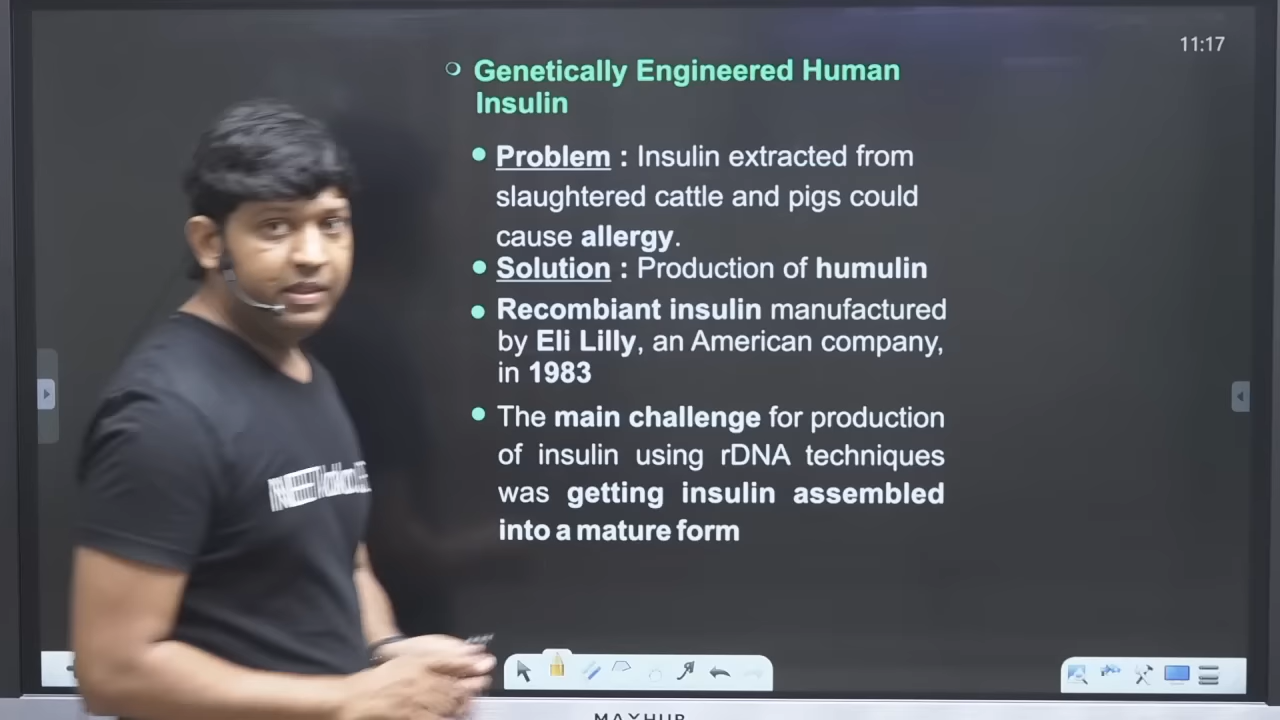 11:17
Genetically Engineered Human
Insulin
Problem : Insulin extracted from
slaughtered cattle and pigs could
cause allergy.
Solution : Production of humulin
Recombiant insulin manufactured
by Eli Lilly, an American company,
in 1983
The main challenge for production
of insulin using rDNA techniques
was getting insulin assembled
into a mature form
MAXHUB